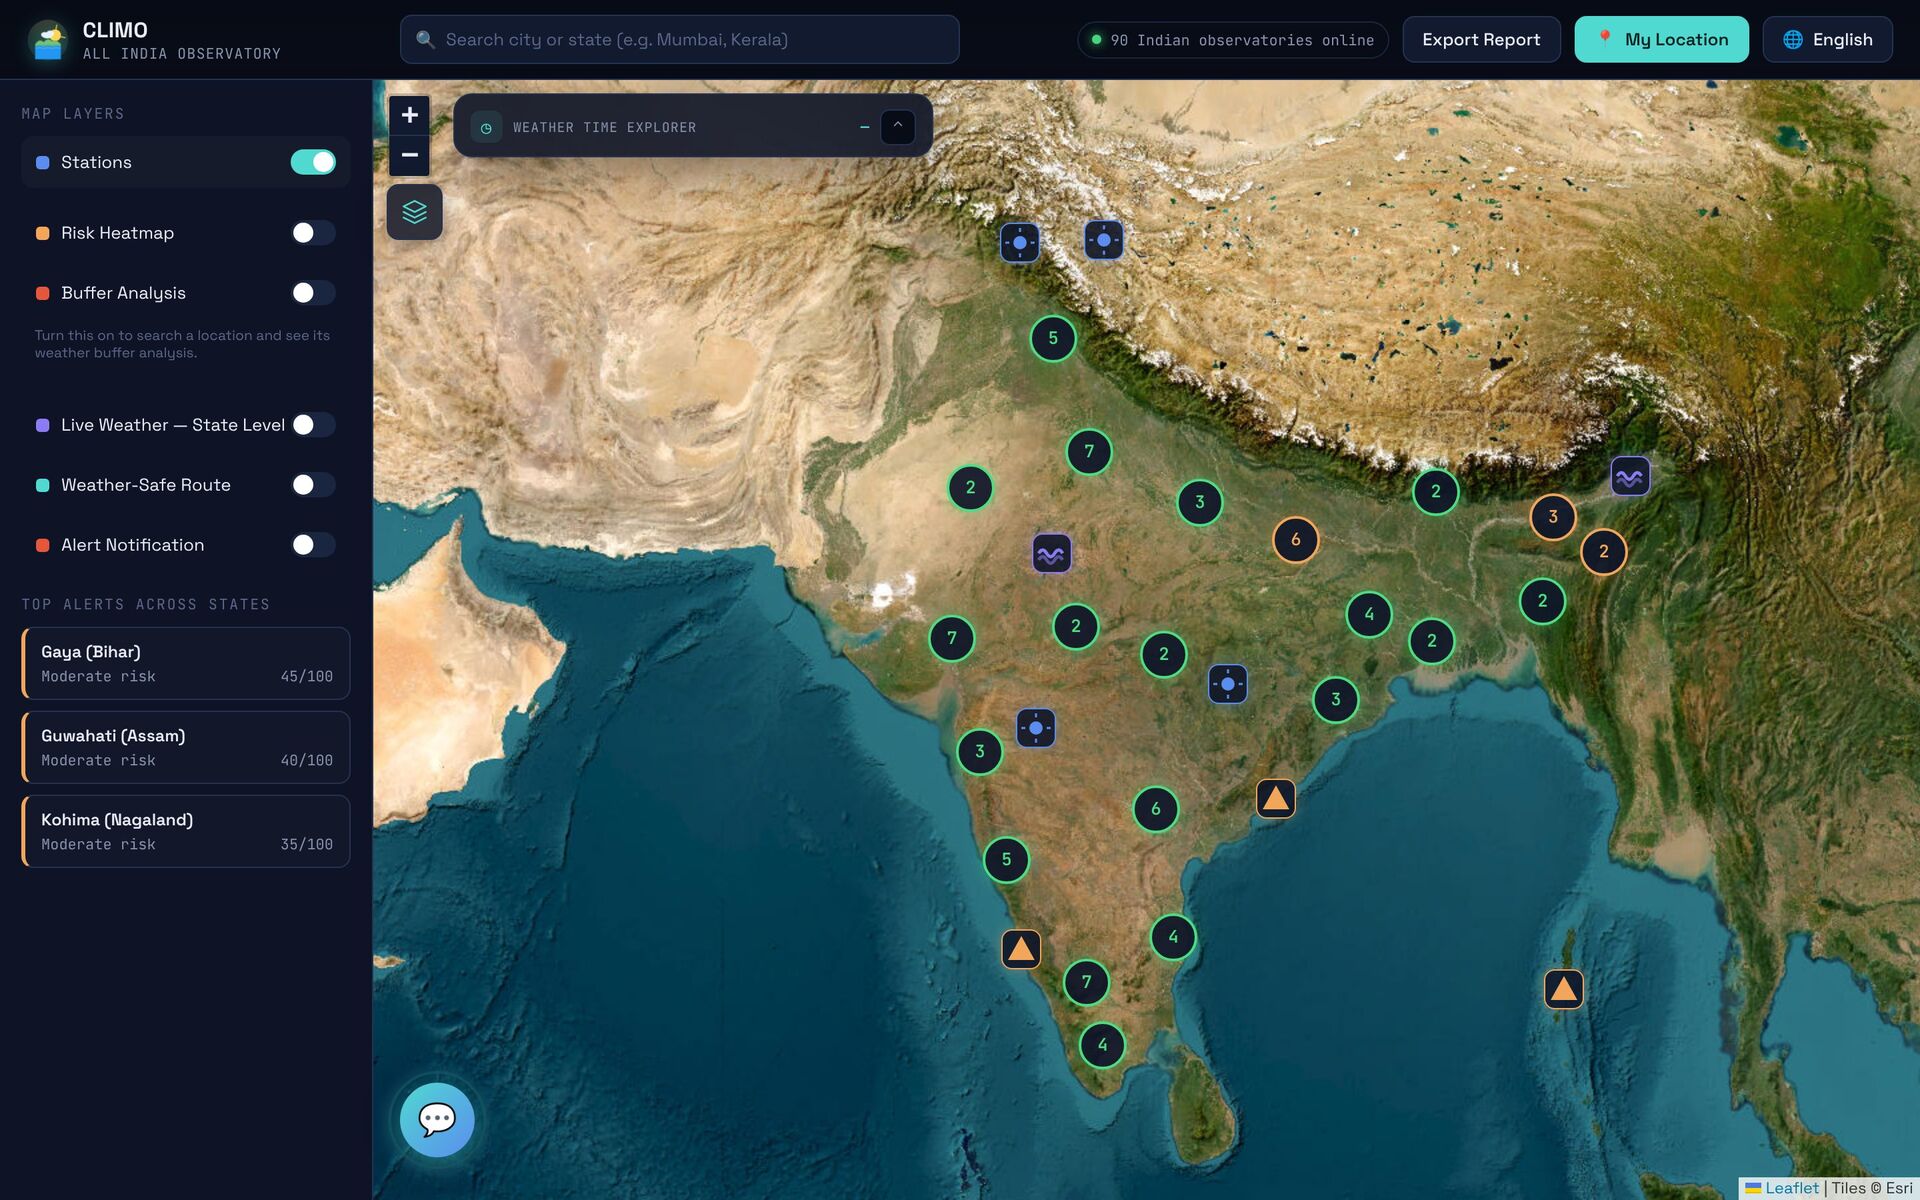 CLIMO
ALL INDIA OBSERVATORY
Search city or state (e.g. Mumbai, Kerala)
90 Indian observatories online
Export Report
My Location
English
MAP LAYERS
Stations
Risk Heatmap
Buffer Analysis
Turn this on to search a location and see its
weather buffer analysis.
Live Weather — State Level
Weather-Safe Route
Alert Notification
TOP ALERTS ACROSS STATES
Gaya (Bihar)
Moderate risk 45/100
Guwahati (Assam)
Moderate risk 40/100
Kohima (Nagaland)
Moderate risk 35/100
+
−
WEATHER TIME EXPLORER
–
5
7
2
3
2
6
3
2
2
4
2
7
2
2
3
3
6
5
4
7
4
Leaflet | Tiles © Esri